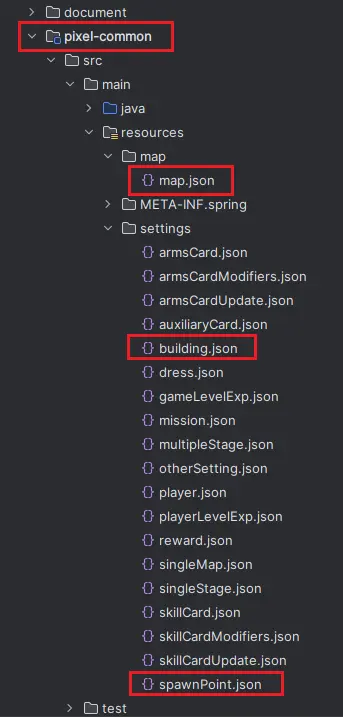 document
pixel-common
src
main
java
resources
map
map.json
META-INF.spring
settings
armsCard.json
armsCardModifiers.json
armsCardUpdate.json
auxiliaryCard.json
building.json
dress.json
gameLevelExp.json
mission.json
multipleStage.json
otherSetting.json
player.json
playerLevelExp.json
reward.json
singleMap.json
singleStage.json
skillCard.json
skillCardModifiers.json
skillCardUpdate.json
spawnPoint.json
test